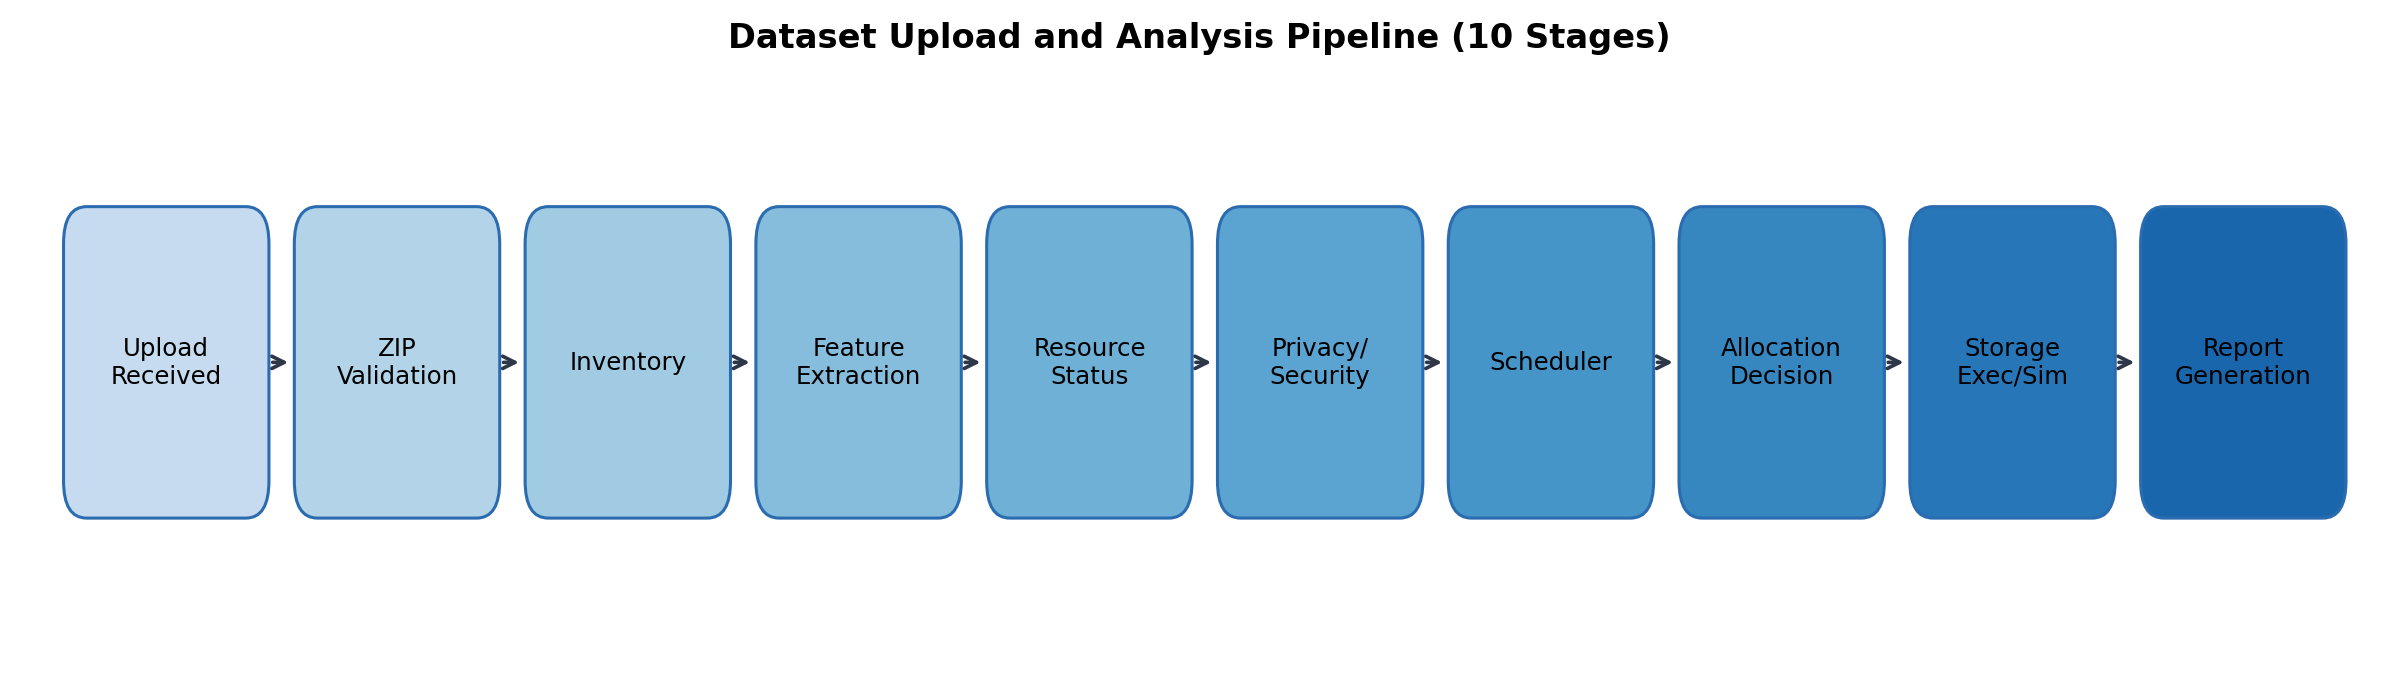 Dataset Upload and Analysis Pipeline (10 Stages)
Upload
Received
ZIP
Validation
Inventory
Feature
Extraction
Resource
Status
Privacy/
Security
Scheduler
Allocation
Decision
Storage
Exec/Sim
Report
Generation